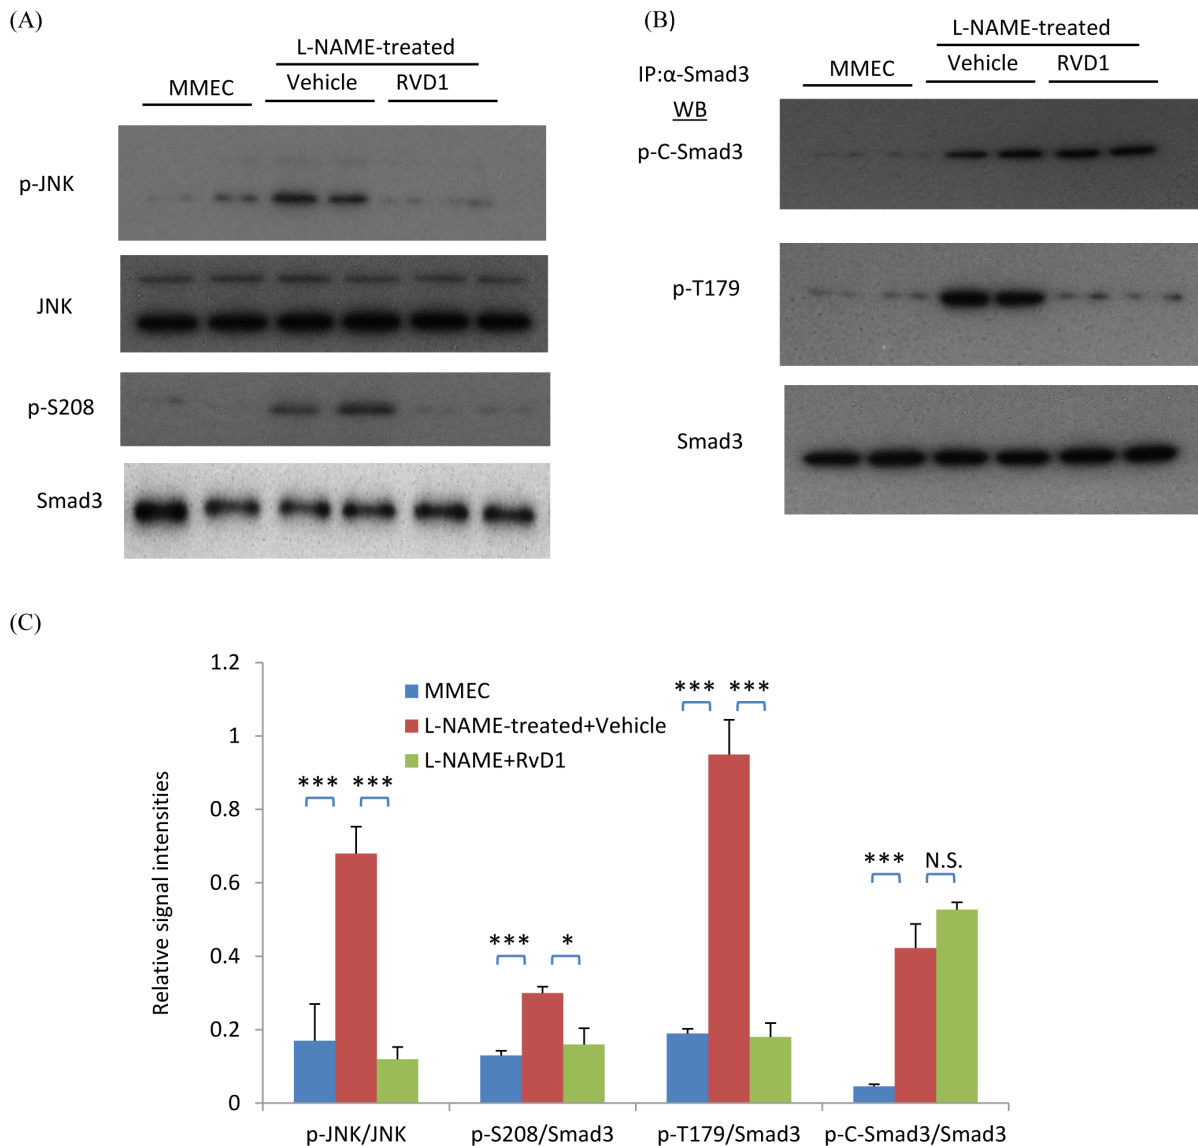 (A)
L-NAME-treated
MMEC Vehicle RVD1
p-JNK
JNK
p-S208
Smad3
(B)
L-NAME-treated
IP:α-Smad3 MMEC Vehicle RVD1
WB
p-C-Smad3
p-T179
Smad3
(C)
Relative signal intensities
1.2
1
0.8
0.6
0.4
0.2
0
MMEC
L-NAME-treated+Vehicle
L-NAME+RvD1
*** ***
*** *
*** ***
*** N.S.
p-JNK/JNK p-S208/Smad3 p-T179/Smad3 p-C-Smad3/Smad3